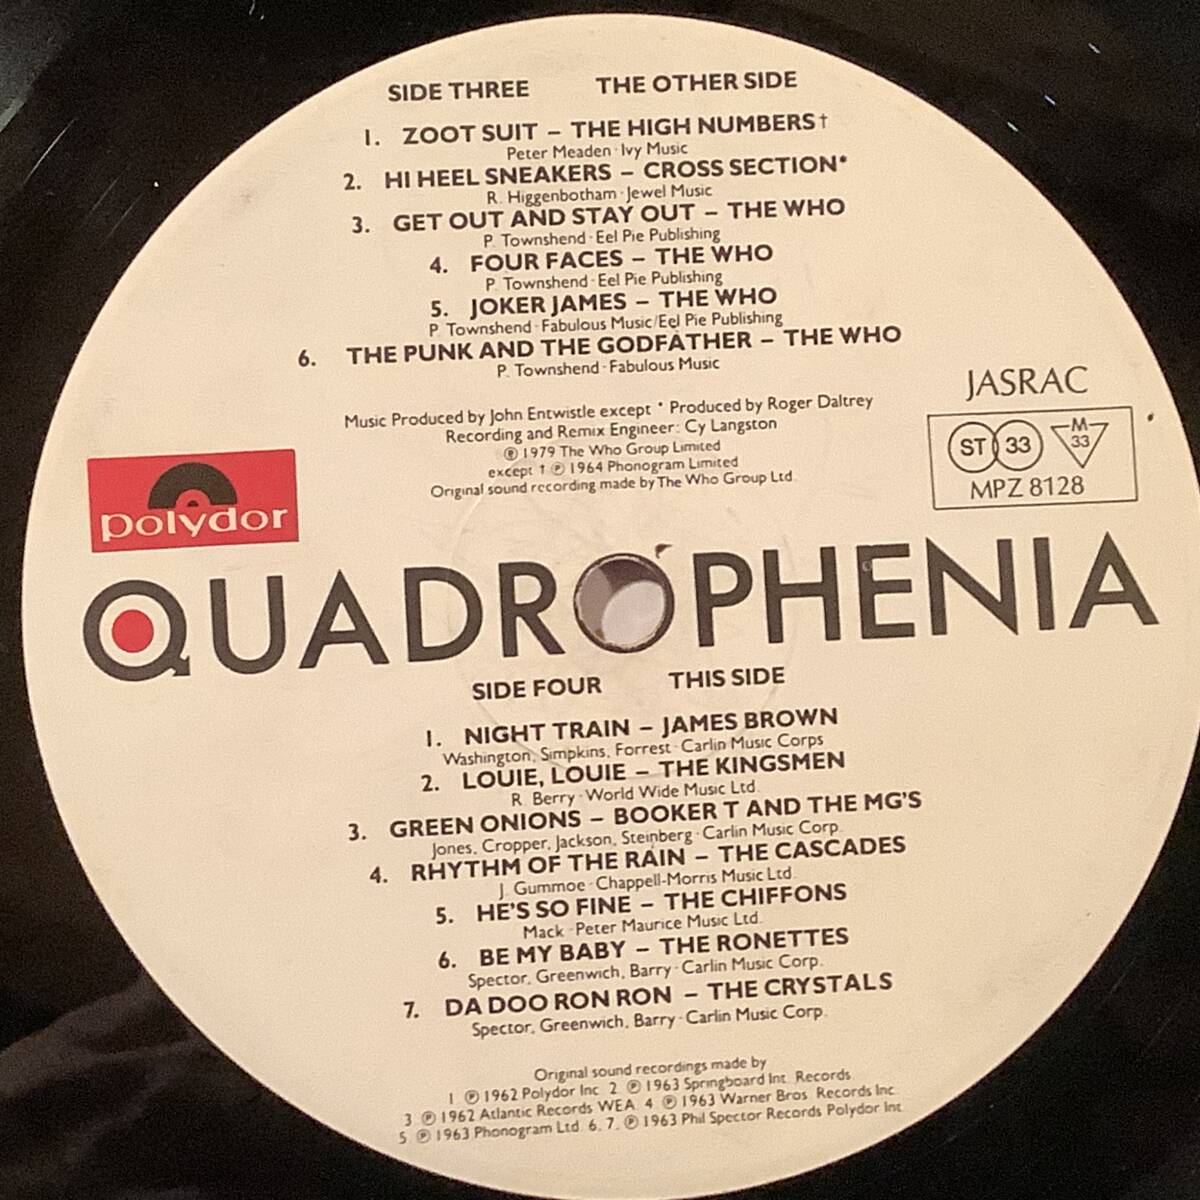 SIDE THREE THE OTHER SIDE
1. ZOOT SUIT – THE HIGH NUMBERS†
Peter Meaden · Ivy Music
2. HI HEEL SNEAKERS – CROSS SECTION*
R. Higgenbotham · Jewel Music
3. GET OUT AND STAY OUT – THE WHO
P. Townshend · Eel Pie Publishing
4. FOUR FACES – THE WHO
P. Townshend · Eel Pie Publishing
5. JOKER JAMES – THE WHO
P. Townshend · Fabulous Music/Eel Pie Publishing
6. THE PUNK AND THE GODFATHER – THE WHO
P. Townshend · Fabulous Music
Music Produced by John Entwistle except * Produced by Roger Daltrey
Recording and Remix Engineer: Cy Langston
℗ 1979 The Who Group Limited
except † ℗ 1964 Phonogram Limited
Original sound recording made by The Who Group Ltd.
JASRAC
ST 33 M 33
MPZ 8128
polydor
QUADROPHENIA
SIDE FOUR THIS SIDE
1. NIGHT TRAIN – JAMES BROWN
Washington, Simpkins, Forrest · Carlin Music Corps
2. LOUIE, LOUIE – THE KINGSMEN
R. Berry · World Wide Music Ltd.
3. GREEN ONIONS – BOOKER T AND THE MG'S
Jones, Cropper, Jackson, Steinberg · Carlin Music Corp.
4. RHYTHM OF THE RAIN – THE CASCADES
J. Gummoe · Chappell-Morris Music Ltd.
5. HE'S SO FINE – THE CHIFFONS
Mack · Peter Maurice Music Ltd.
6. BE MY BABY – THE RONETTES
Spector, Greenwich, Barry · Carlin Music Corp.
7. DA DOO RON RON – THE CRYSTALS
Spector, Greenwich, Barry · Carlin Music Corp.
Original sound recordings made by
1 ℗ 1962 Polydor Inc. 2 ℗ 1963 Springboard Int. Records
3 ℗ 1962 Atlantic Records WEA 4 ℗ 1963 Warner Bros. Records Inc.
5 ℗ 1963 Phonogram Ltd. 6, 7, ℗ 1963 Phil Spector Records Polydor Int.